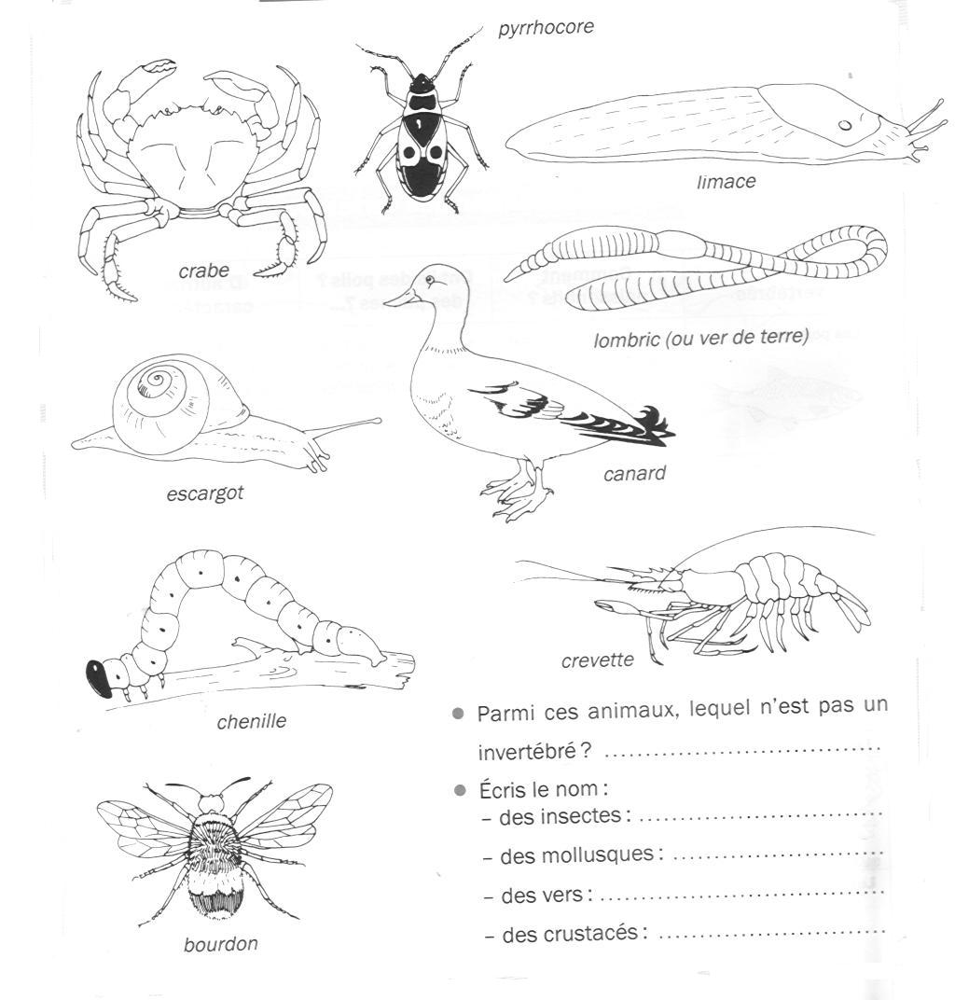 pyrrhocore
limace
crabe
lombric (ou ver de terre)
canard
escargot
crevette
chenille
● Parmi ces animaux, lequel n'est pas un
invertébré ? ..................................
● Écris le nom :
– des insectes : ..............................
– des mollusques : ..........................
– des vers : ...................................
– des crustacés : ............................
bourdon